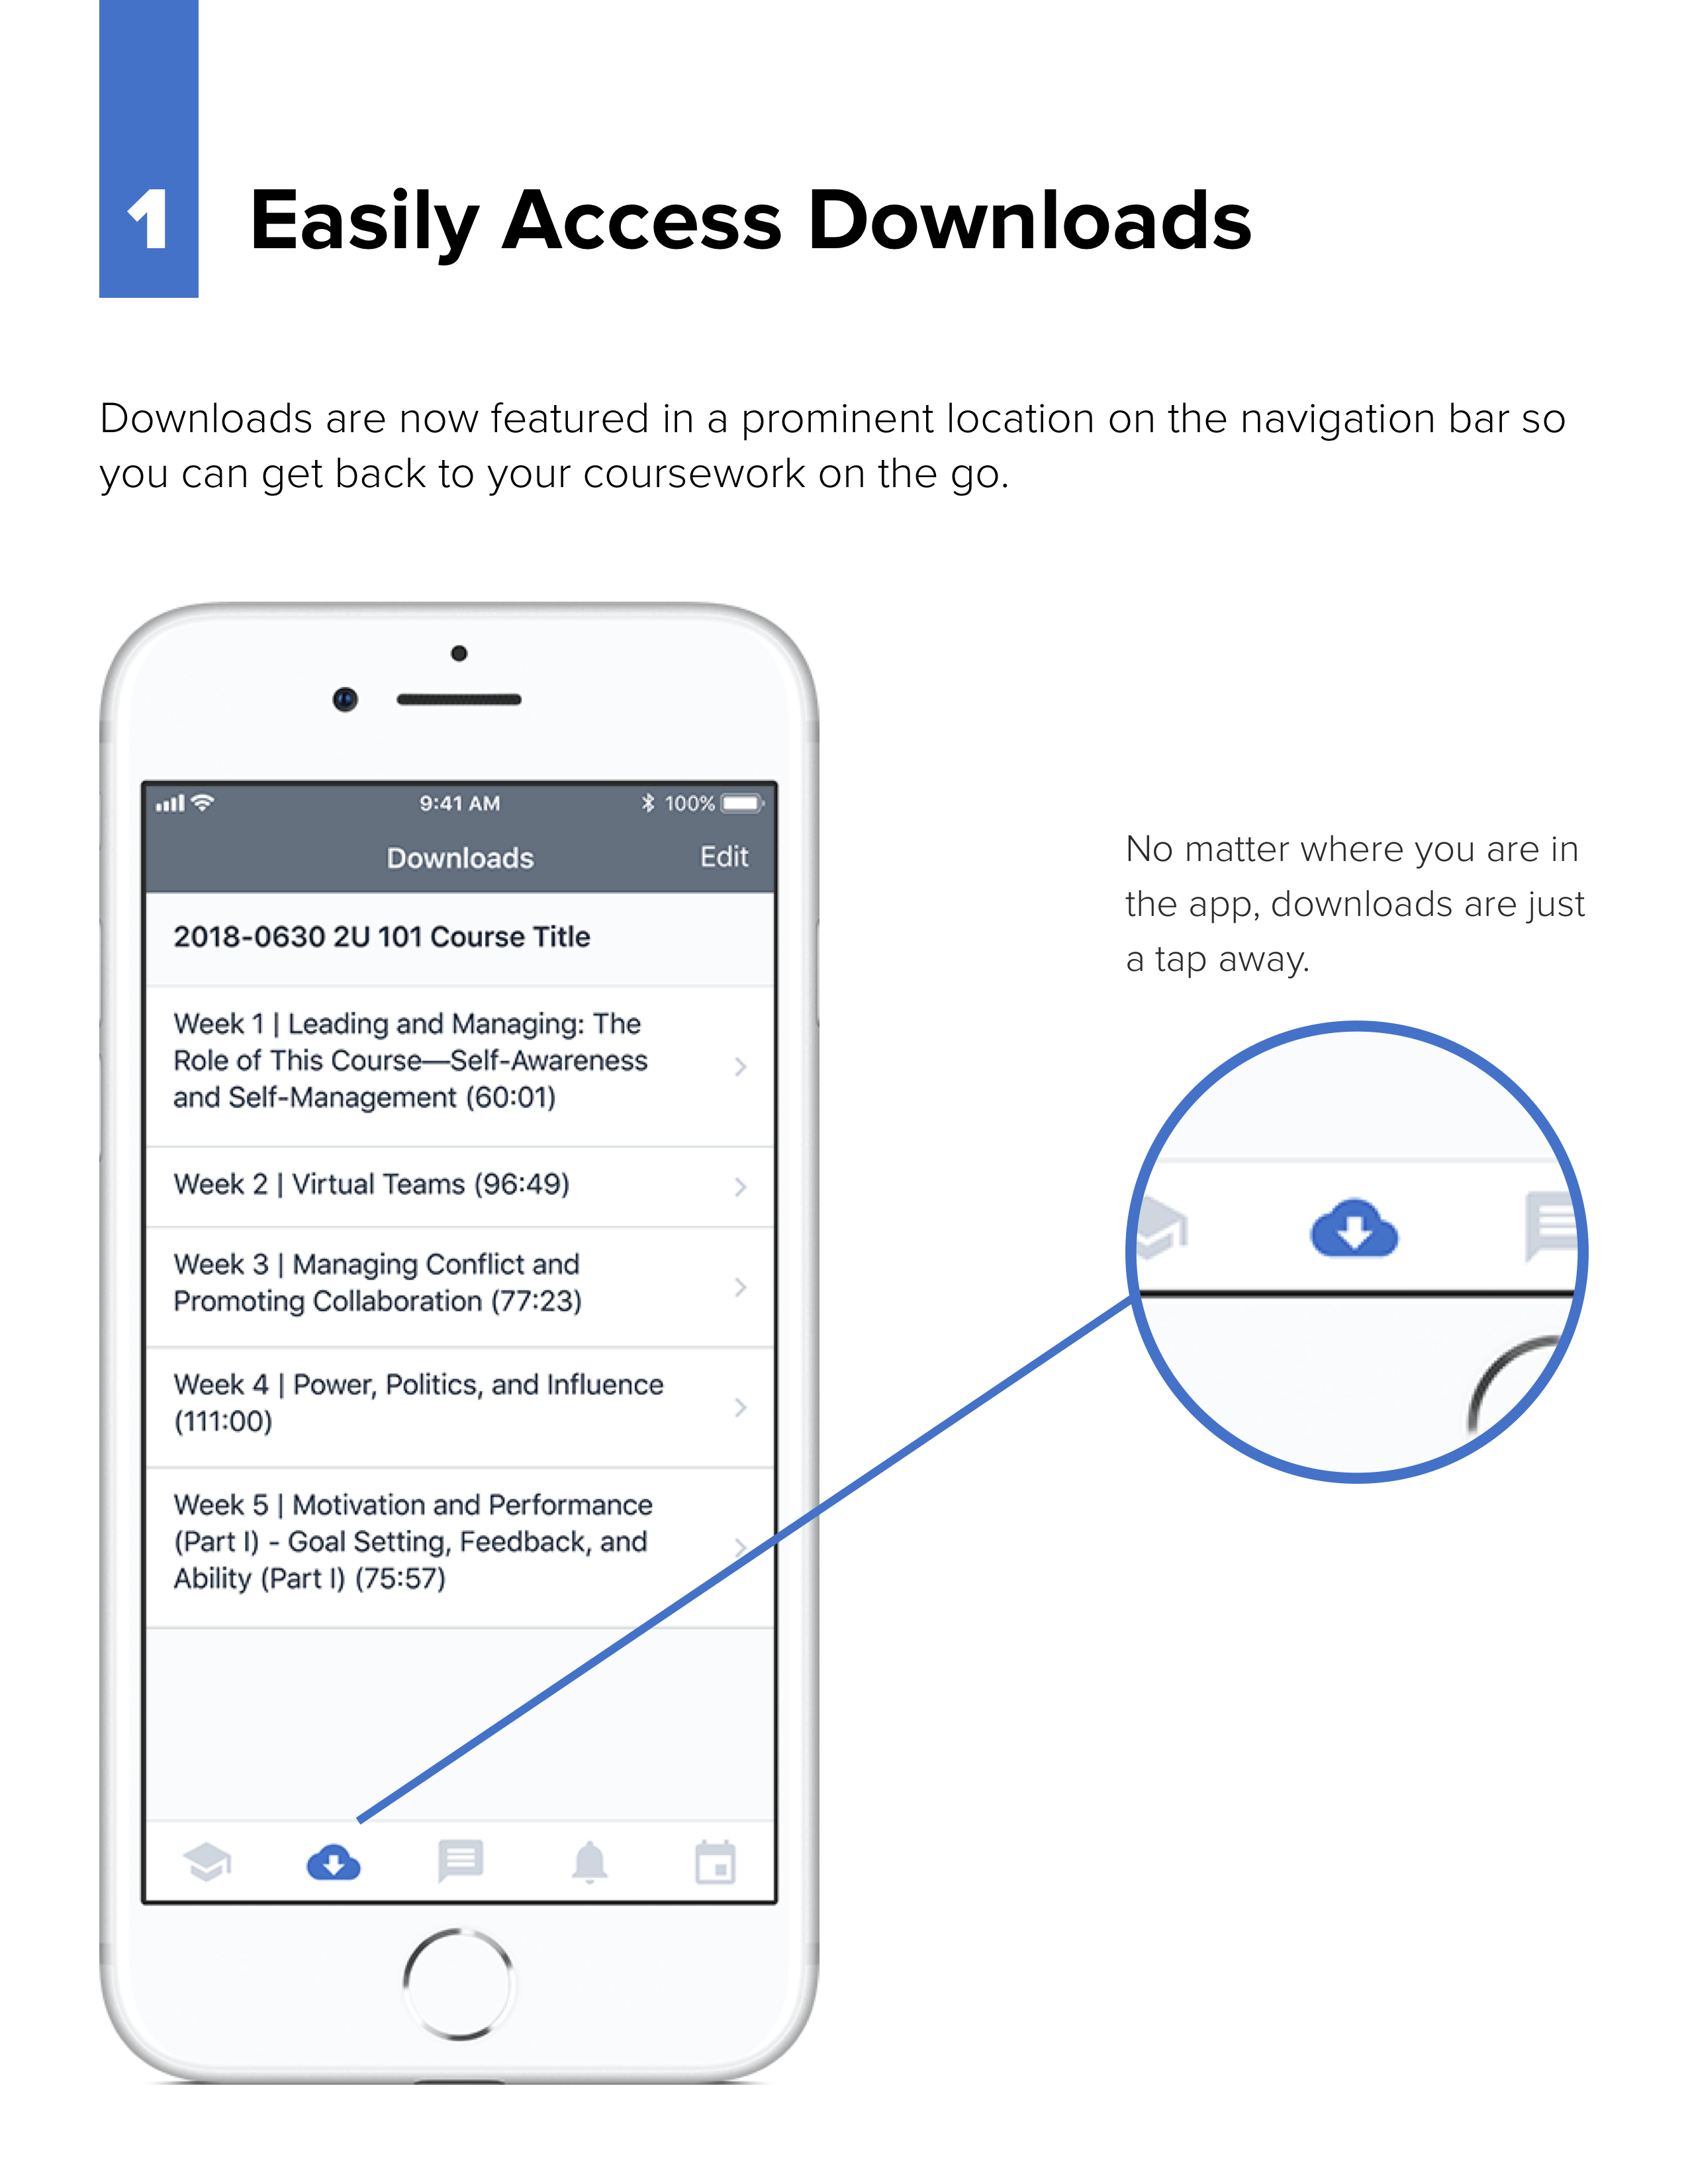 1
Easily Access Downloads
Downloads are now featured in a prominent location on the navigation bar so
you can get back to your coursework on the go.
9:41 AM
100%
Downloads
Edit
2018-0630 2U 101 Course Title
Week 1 | Leading and Managing: The
Role of This Course—Self-Awareness
and Self-Management (60:01)
Week 2 | Virtual Teams (96:49)
Week 3 | Managing Conflict and
Promoting Collaboration (77:23)
Week 4 | Power, Politics, and Influence
(111:00)
Week 5 | Motivation and Performance
(Part I) - Goal Setting, Feedback, and
Ability (Part I) (75:57)
No matter where you are in
the app, downloads are just
a tap away.